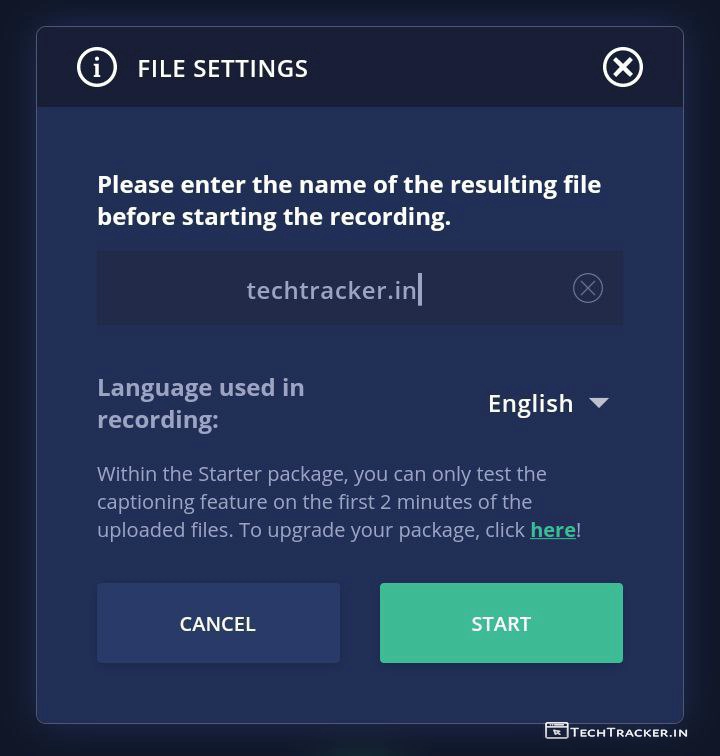 FILE SETTINGS
Please enter the name of the resulting file
before starting the recording.
techtracker.in
Language used in
recording:
English
Within the Starter package, you can only test the
captioning feature on the first 2 minutes of the
uploaded files. To upgrade your package, click here!
CANCEL
START
TECHTRACKER.IN